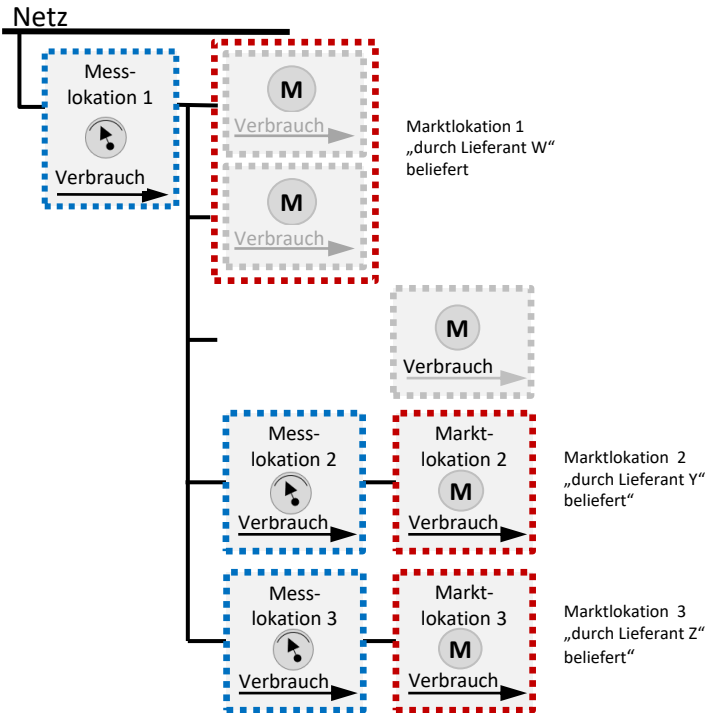 Netz
Mess-
lokation 1
Verbrauch
M
Verbrauch
M
Verbrauch
Marktlokation 1
„durch Lieferant W“
beliefert
M
Verbrauch
Mess-
lokation 2
Verbrauch
Markt-
lokation 2
M
Verbrauch
Marktlokation 2
„durch Lieferant Y“
beliefert“
Mess-
lokation 3
Verbrauch
Markt-
lokation 3
M
Verbrauch
Marktlokation 3
„durch Lieferant Z“
beliefert“